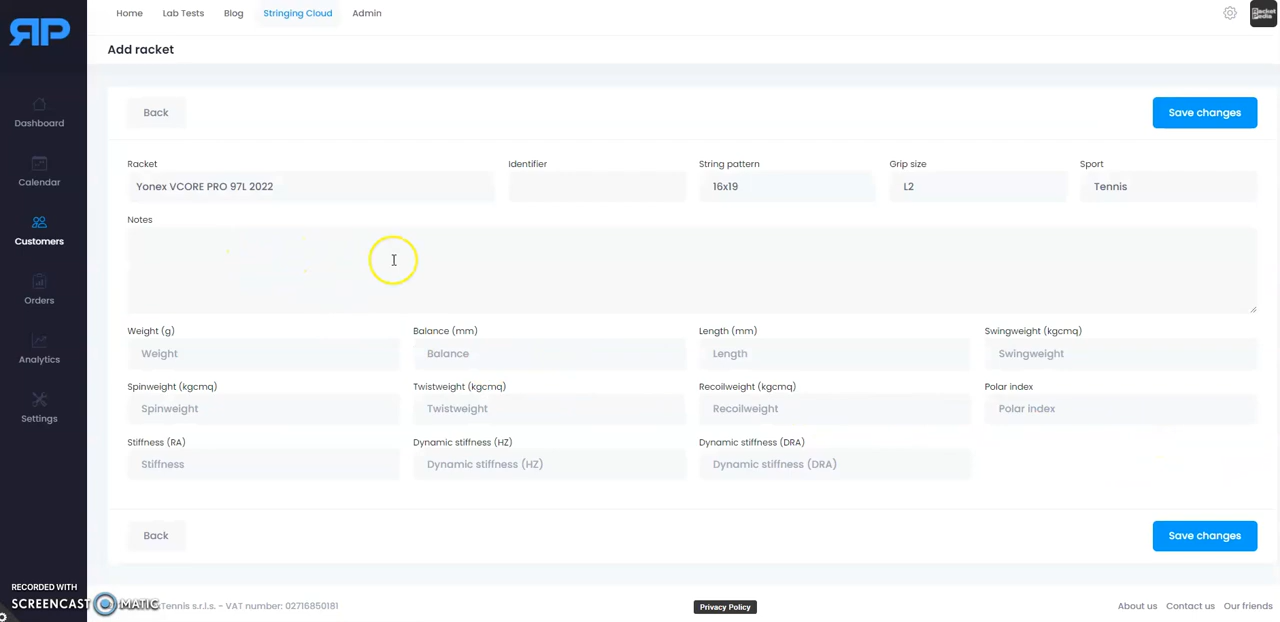 Home Lab Tests Blog Stringing Cloud Admin
RP
Racket Pedia
Add racket
Dashboard
Calendar
Customers
Orders
Analytics
Settings
Back Save changes
Racket Identifier String pattern Grip size Sport
Yonex VCORE PRO 97L 2022 16x19 L2 Tennis
Notes
Weight (g) Balance (mm) Length (mm) Swingweight (kgcmq)
Weight Balance Length Swingweight
Spinweight (kgcmq) Twistweight (kgcmq) Recoilweight (kgcmq) Polar index
Spinweight Twistweight Recoilweight Polar index
Stiffness (RA) Dynamic stiffness (HZ) Dynamic stiffness (DRA)
Stiffness Dynamic stiffness (HZ) Dynamic stiffness (DRA)
Back Save changes
RECORDED WITH
SCREENCAST MATIC
Tennis s.r.l.s. - VAT number: 02716850181 Privacy Policy About us Contact us Our friends